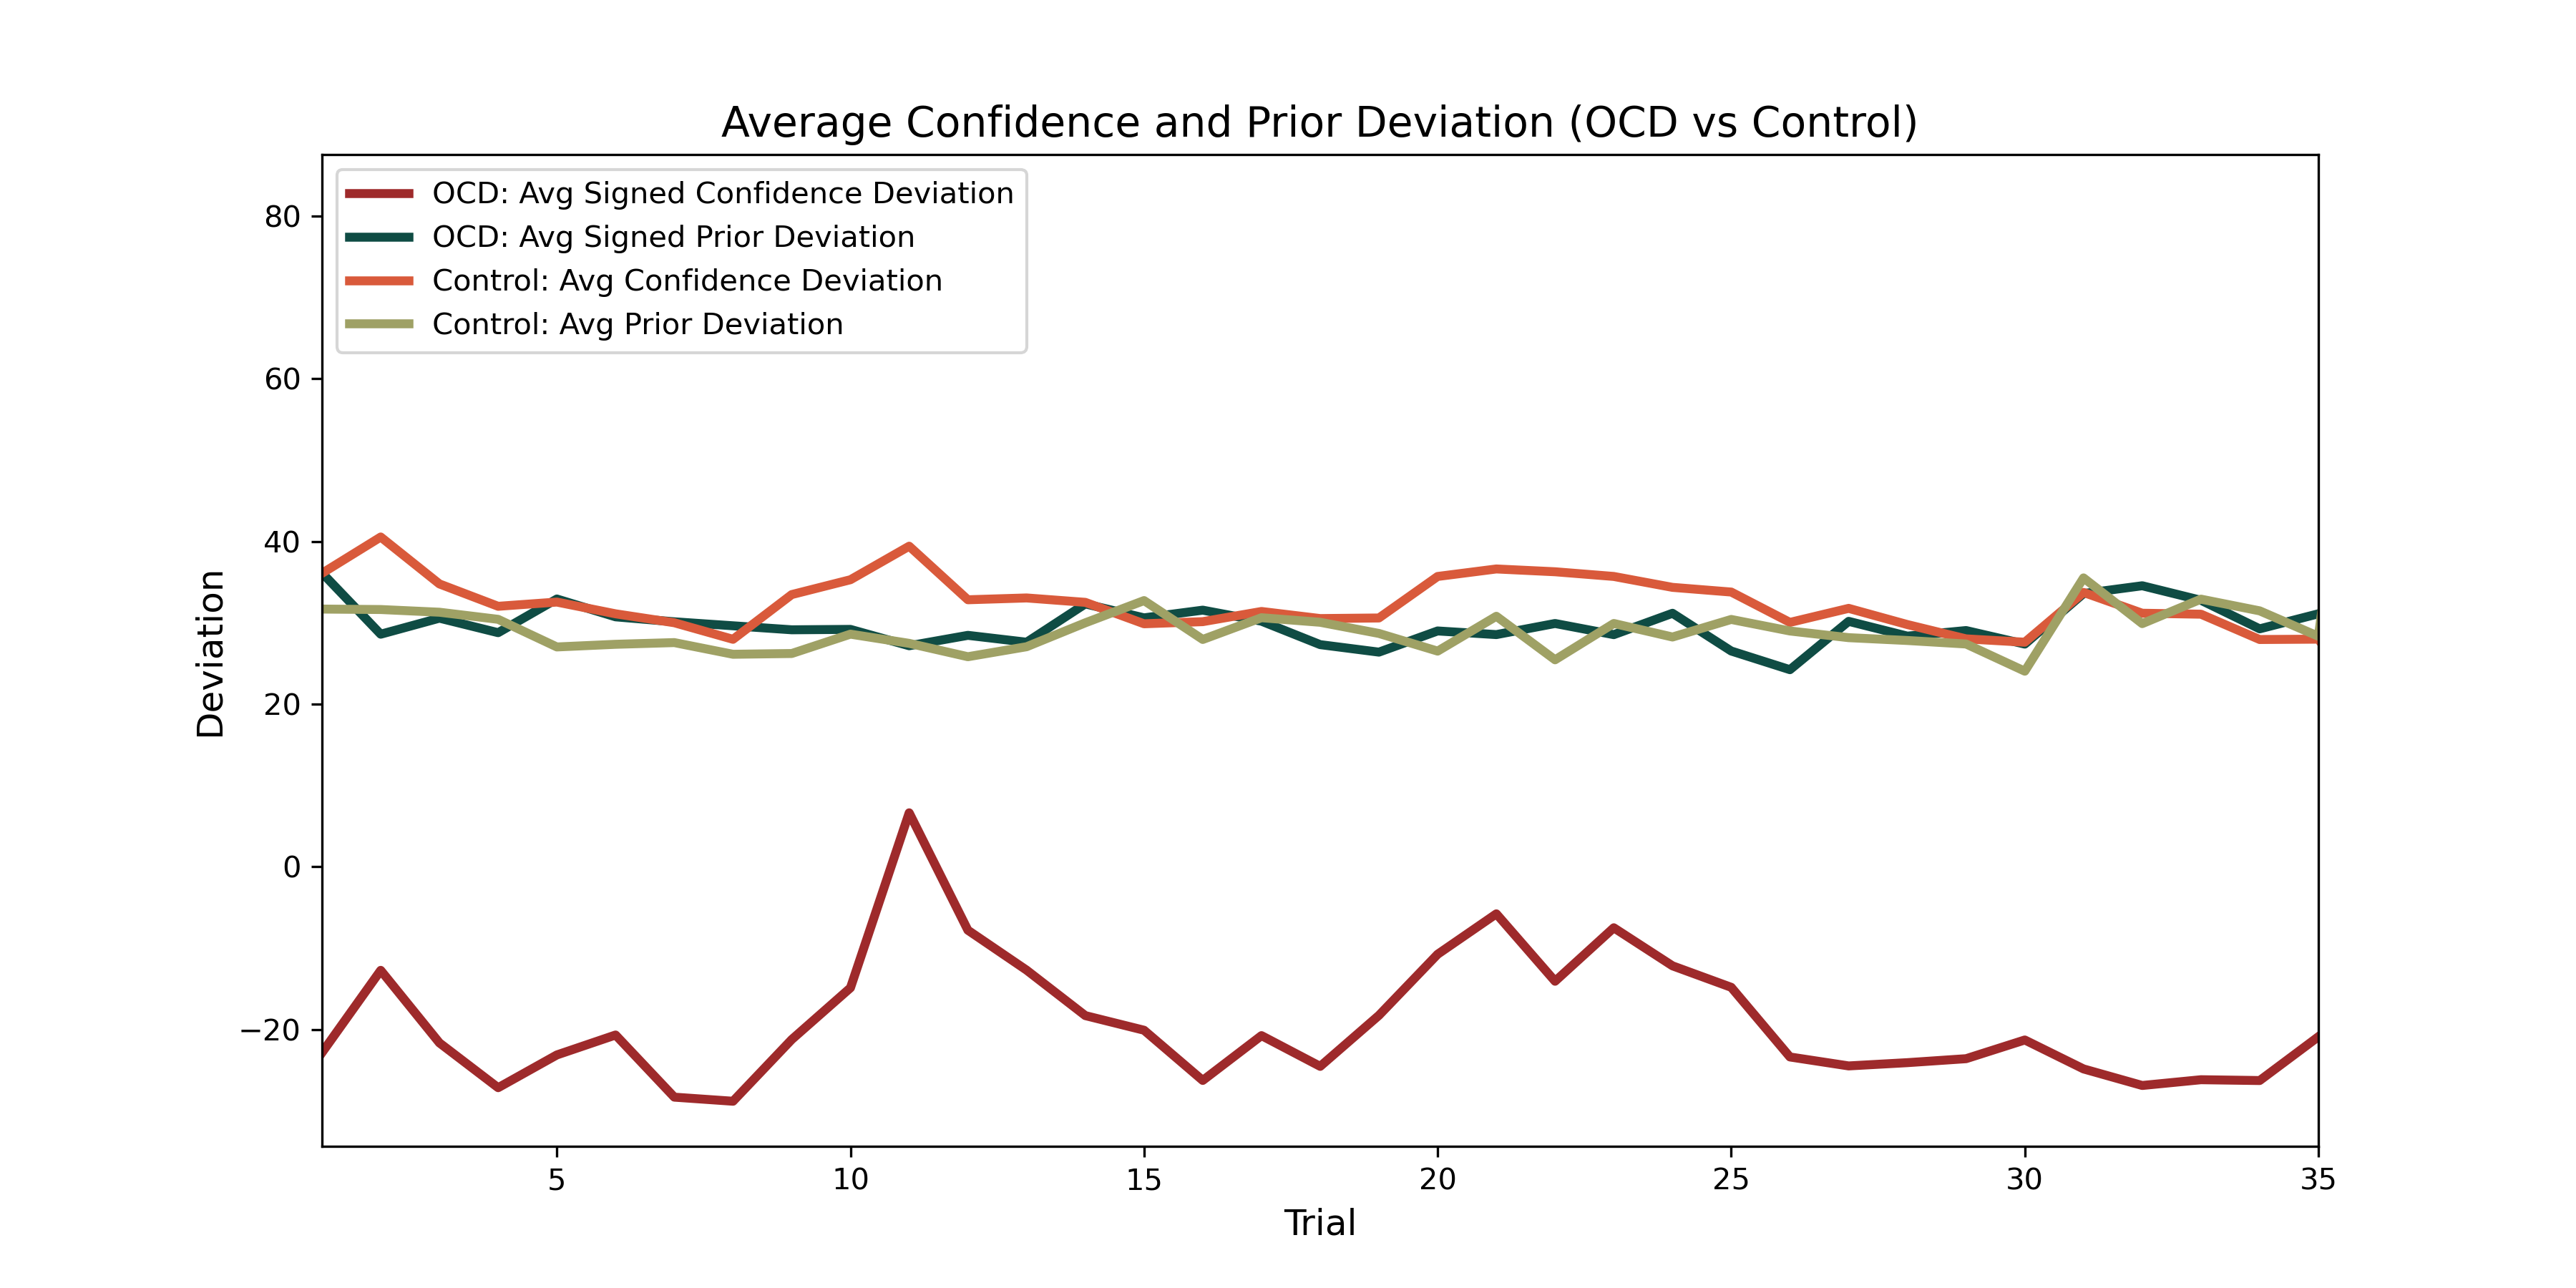 Average Confidence and Prior Deviation (OCD vs Control)
OCD: Avg Signed Confidence Deviation
OCD: Avg Signed Prior Deviation
Control: Avg Confidence Deviation
Control: Avg Prior Deviation
80
60
40
20
0
−20
Deviation
5 10 15 20 25 30 35
Trial